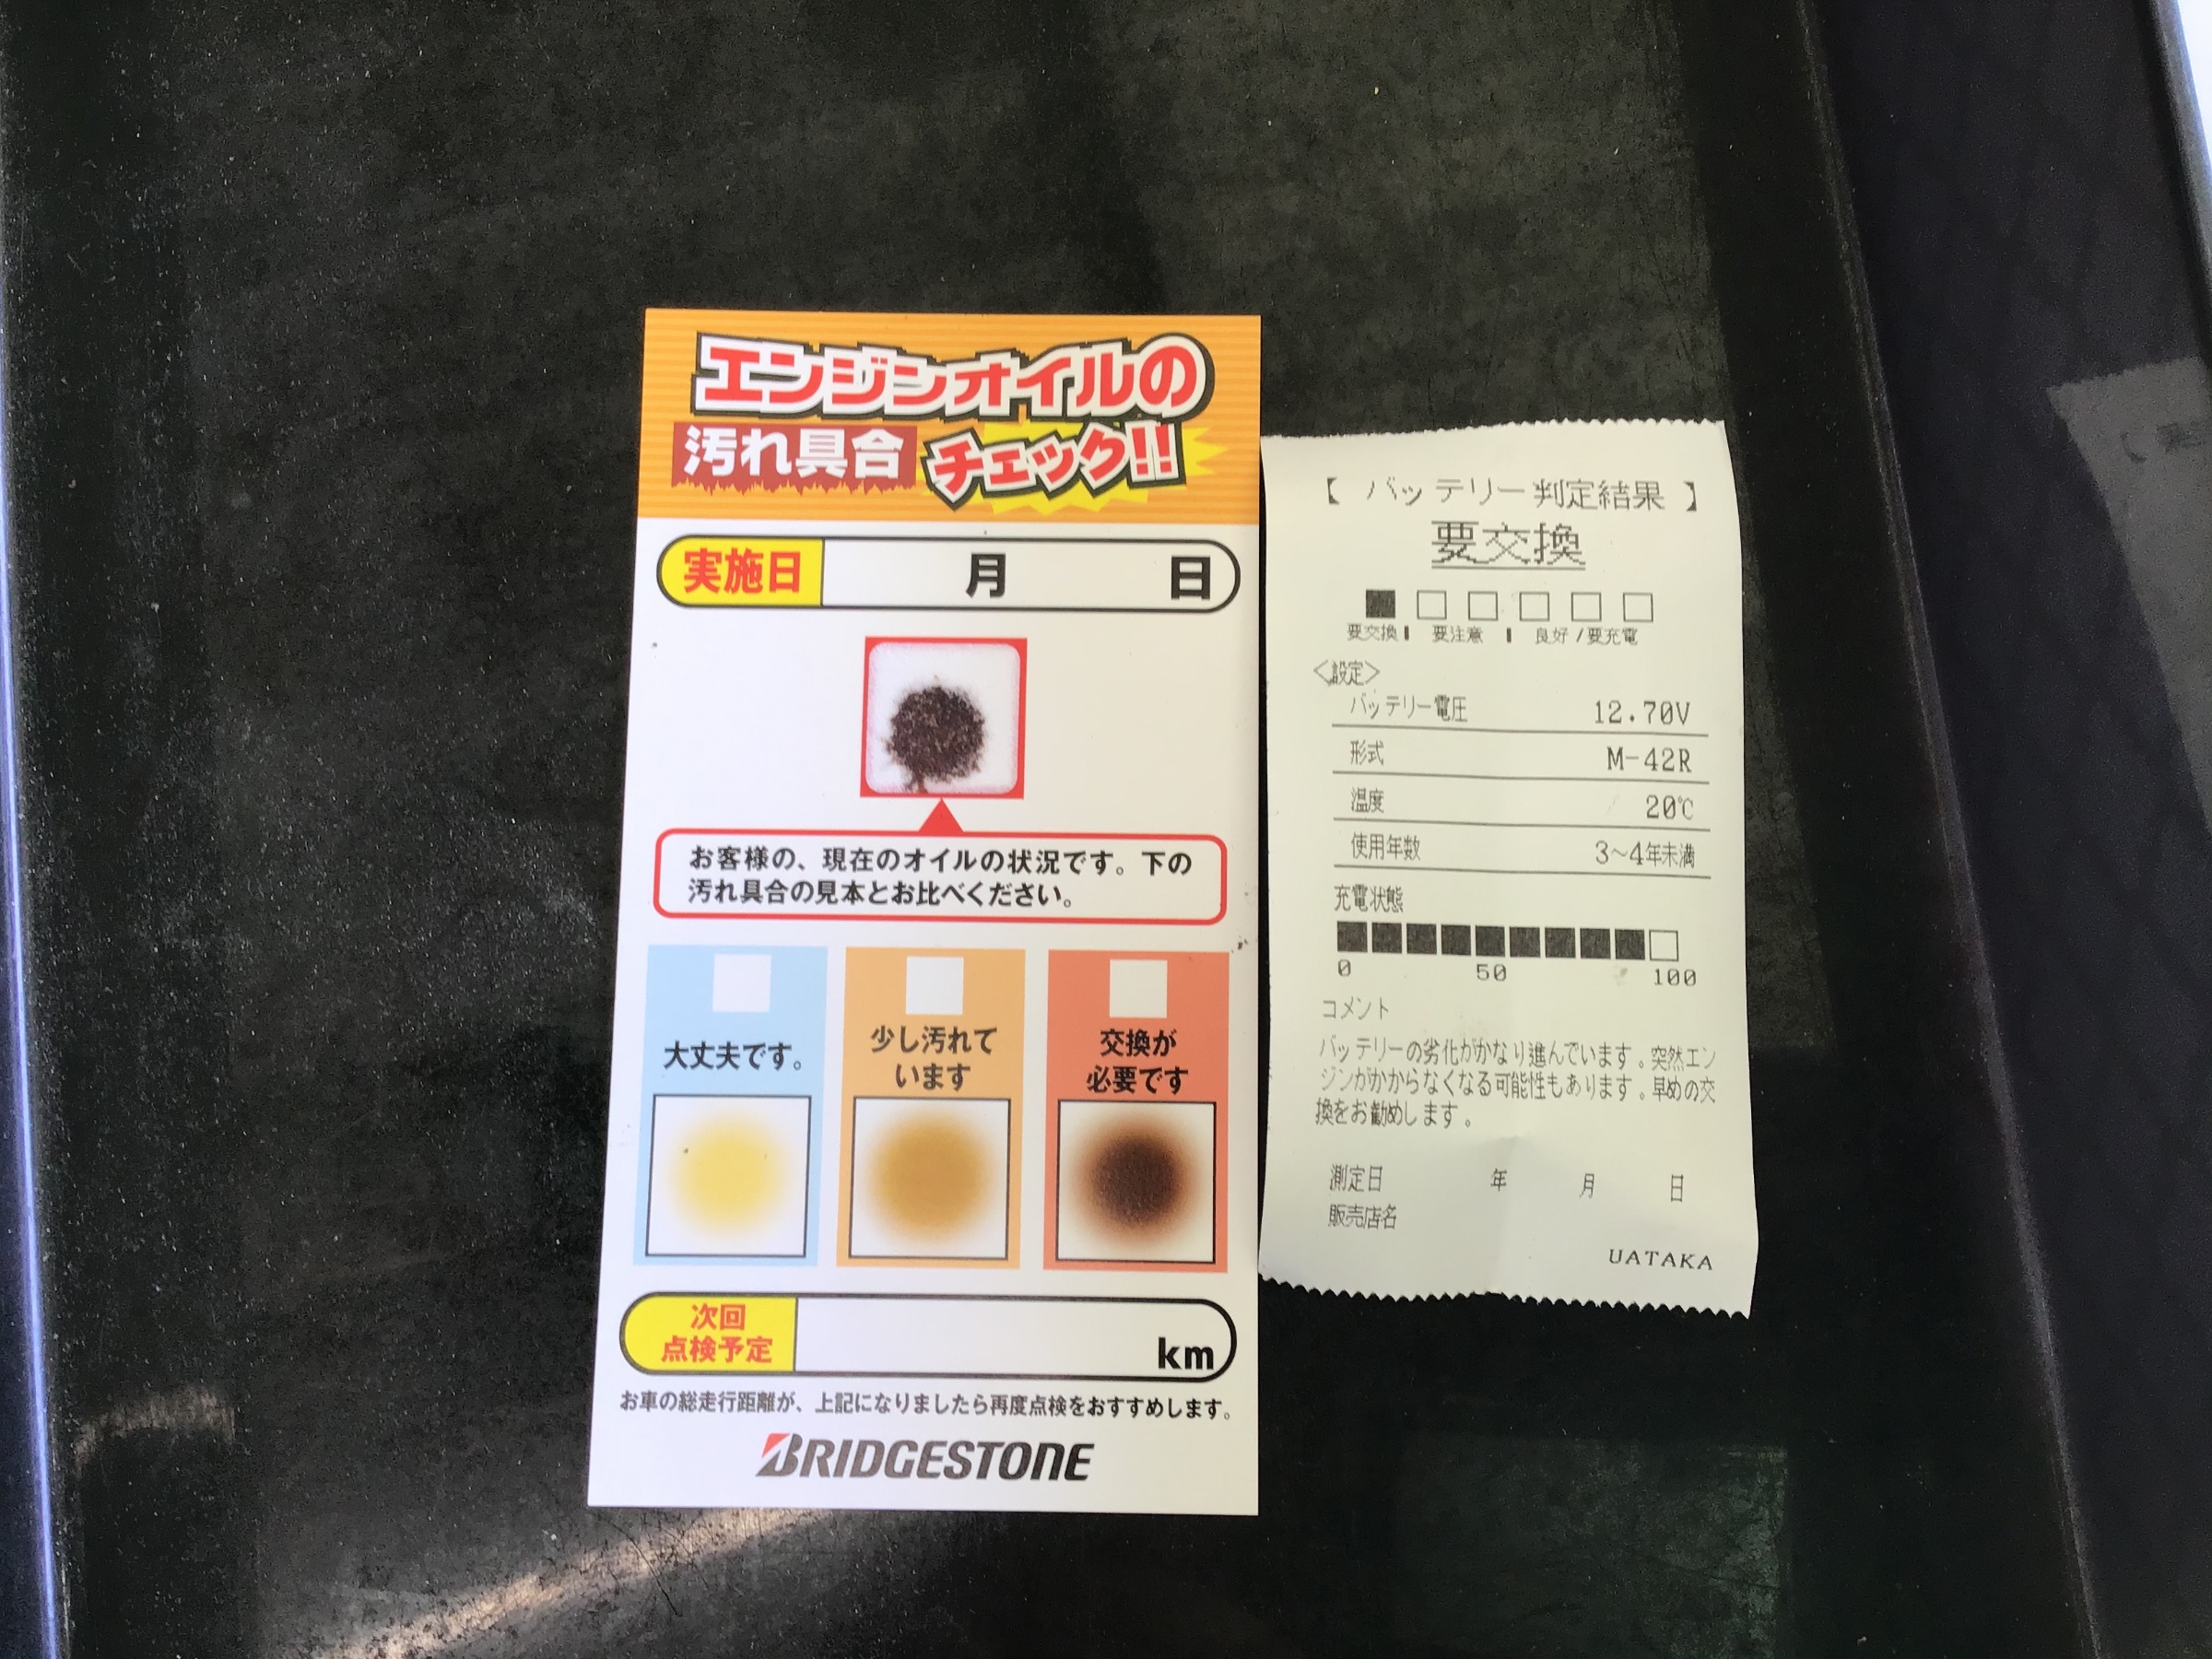 エンジンオイルの
汚れ具合 チェック!!
実施日 月 日
お客様の、現在のオイルの状況です。下の
汚れ具合の見本とお比べください。
大丈夫です。
少し汚れて
います
交換が
必要です
次回
点検予定
km
お車の総走行距離が、上記になりましたら再度点検をおすすめします。
BRIDGESTONE
【 バッテリー判定結果 】
要交換
要交換 | 要注意 | 良好 / 要充電
<設定>
バッテリー電圧 12.70V
形式 M-42R
温度 20℃
使用年数 3〜4年未満
充電状態
0 50 100
コメント
バッテリーの劣化がかなり進んでいます。突然エン
ジンがかからなくなる可能性もあります。早めの交
換をお勧めします。
測定日 年 月 日
販売店名
UATAKA